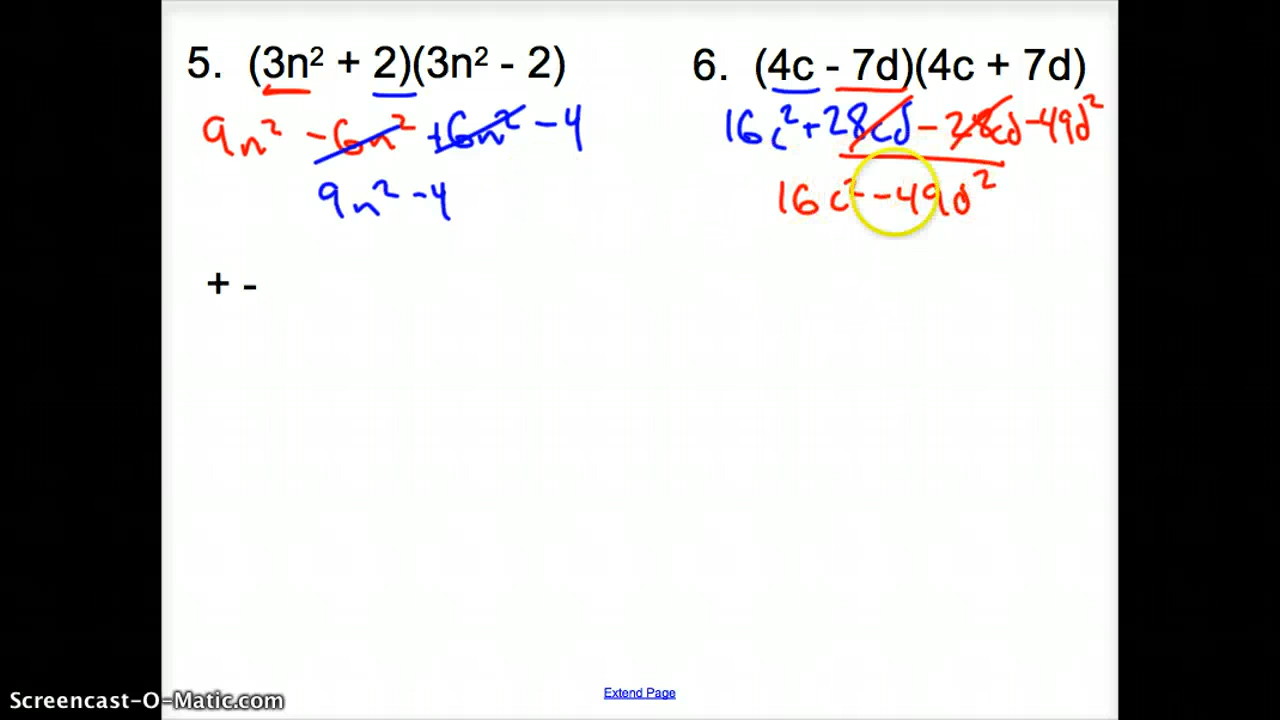 5. (3n² + 2)(3n² - 2)
9n² -6n² +6n² -4
9n² -4
+ -
6. (4c - 7d)(4c + 7d)
16c² +28cd -28cd -49d²
16c² -49d²
Extend Page
Screencast-O-Matic.com